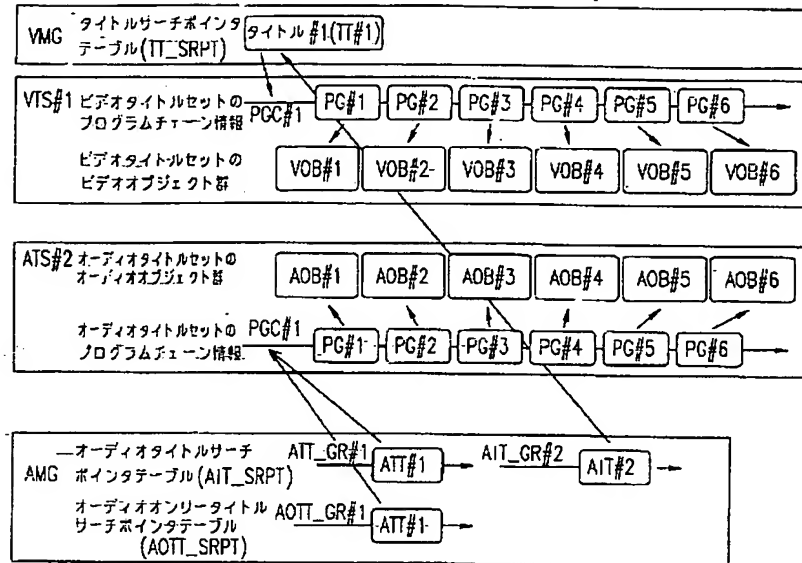 VMG タイトルサーチポインタ
テーブル(TT_SRPT)
タイトル#1(TT#1)
VTS#1 ビデオタイトルセットの
プログラムチェーン情報
PGC#1 PG#1 PG#2 PG#3 PG#4 PG#5 PG#6
ビデオタイトルセットの
ビデオオブジェクト群
VOB#1 VOB#2 VOB#3 VOB#4 VOB#5 VOB#6
ATS#2 オーディオタイトルセットの
オーディオオブジェクト群
AOB#1 AOB#2 AOB#3 AOB#4 AOB#5 AOB#6
オーディオタイトルセットの
プログラムチェーン情報
PGC#1 PG#1 PG#2 PG#3 PG#4 PG#5 PG#6
AMG オーディオタイトルサーチ
ポインタテーブル(AIT_SRPT)
ATT_GR#1 ATT#1 AIT_GR#2 AIT#2
オーディオオンリータイトル
サーチポインタテーブル
(AOTT_SRPT)
AOTT_GR#1 ATT#1